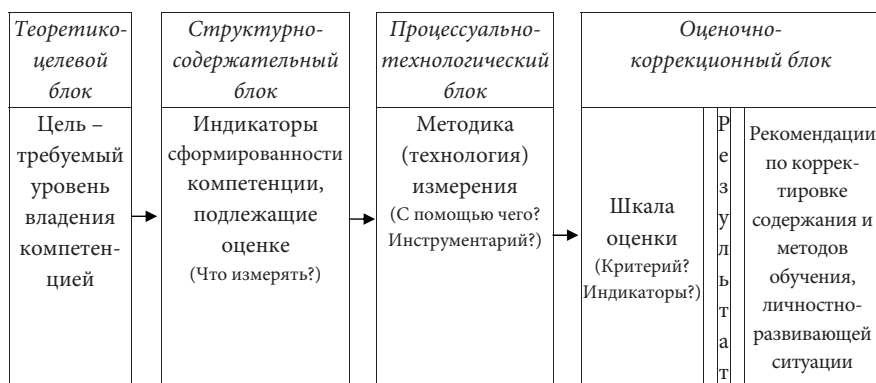 Теоретико-
целевой
блок
Структурно-
содержательный
блок
Процессуально-
технологический
блок
Оценочно-
коррекционный блок
Цель –
требуемый
уровень
владения
компетен-
цией
Индикаторы
сформированности
компетенции,
подлежащие
оценке
(Что измерять?)
Методика
(технология)
измерения
(С помощью чего?
Инструментарий?)
Шкала
оценки
(Критерий?
Индикаторы?)
Результат
Рекомендации
по коррек-
тировке
содержания и
методов
обучения,
личностно-
развивающей
ситуации